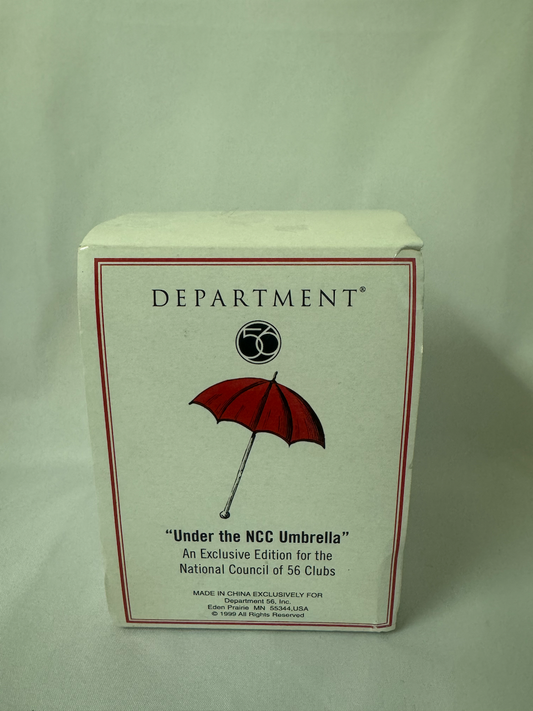 DEPARTMENT®
56
“Under the NCC Umbrella”
An Exclusive Edition for the
National Council of 56 Clubs
MADE IN CHINA EXCLUSIVELY FOR
Department 56, Inc.
Eden Prairie MN 55344,USA
© 1999 All Rights Reserved